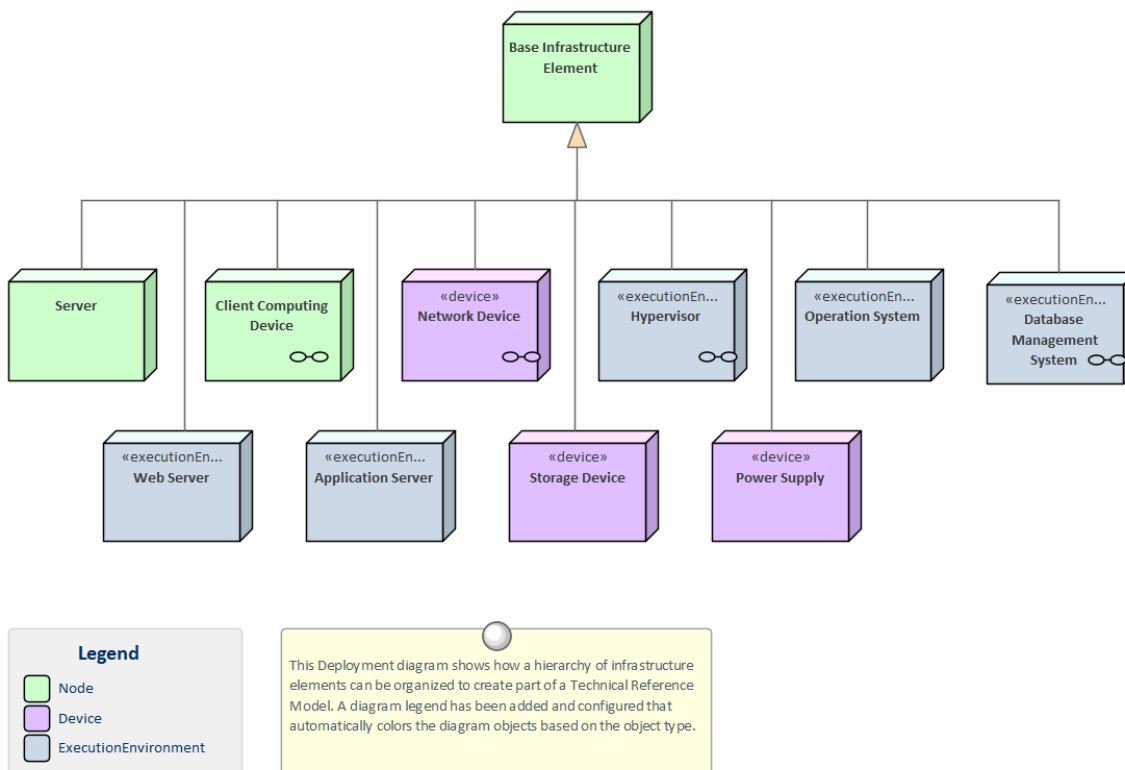 Base Infrastructure
Element
Server
Client Computing
Device
«device»
Network Device
«executionEn...
Hypervisor
«executionEn...
Operation System
«executionEn...
Database
Management
System
«executionEn...
Web Server
«executionEn...
Application Server
«device»
Storage Device
«device»
Power Supply
Legend
Node
Device
ExecutionEnvironment
This Deployment diagram shows how a hierarchy of infrastructure
elements can be organized to create part of a Technical Reference
Model. A diagram legend has been added and configured that
automatically colors the diagram objects based on the object type.